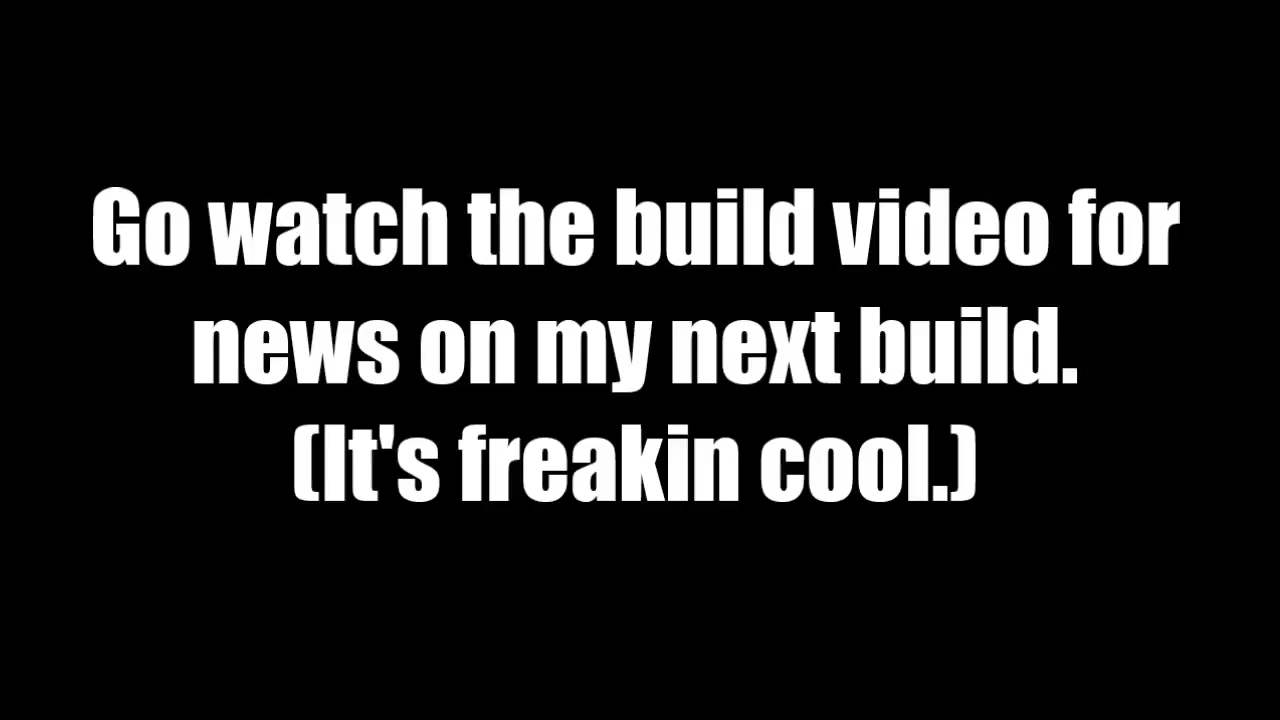 Go watch the build video for
news on my next build.
(It's freakin cool.)